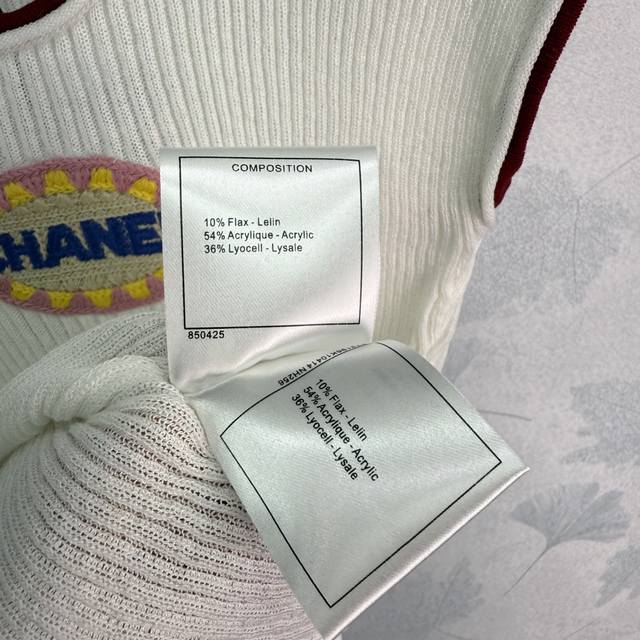 CHANE
COMPOSITION
10% Flax - Lelin
54% Acrylique - Acrylic
36% Lyocell - Lysale
850425
10% Flax - Lelin
54% Acrylique - Acrylic
36% Lyocell - Lysale